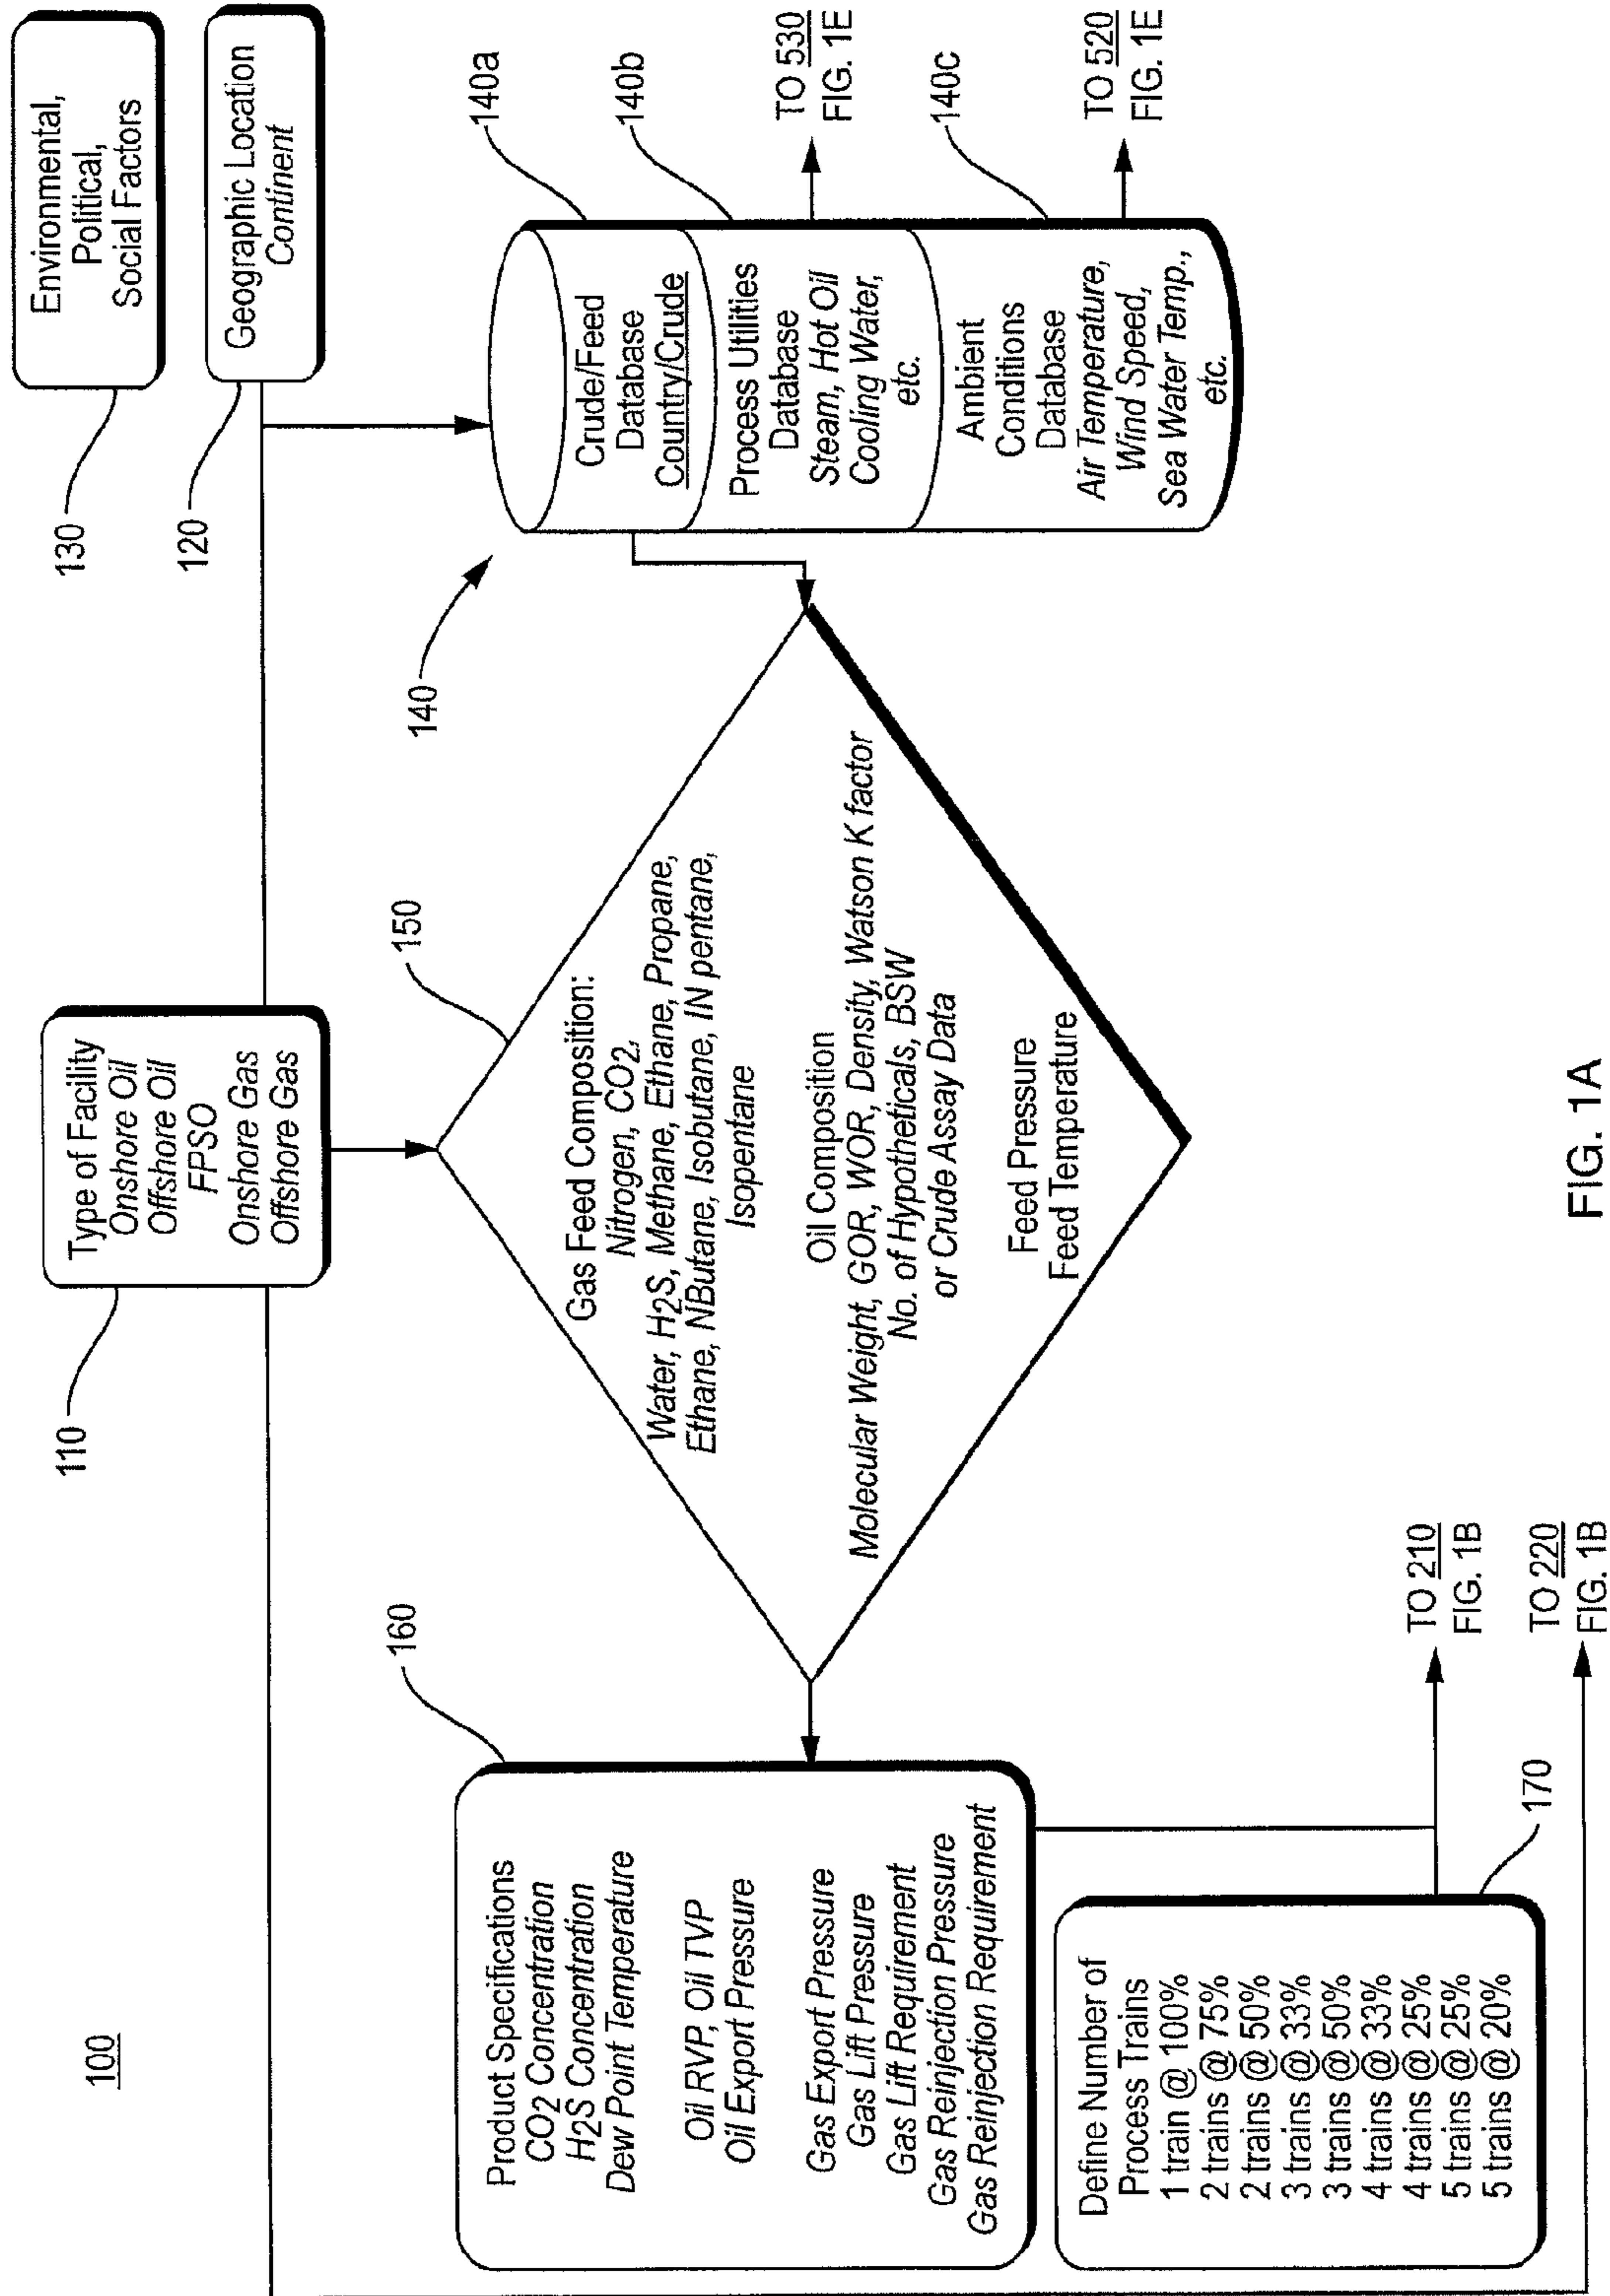 100
110
Type of Facility
Onshore Oil
Offshore Oil
FPSO
Onshore Gas
Offshore Gas
130
Environmental,
Political,
Social Factors
120
Geographic Location
Continent
160
Product Specifications
CO2 Concentration
H2S Concentration
Dew Point Temperature
Oil RVP, Oil TVP
Oil Export Pressure
Gas Export Pressure
Gas Lift Pressure
Gas Lift Requirement
Gas Reinjection Pressure
Gas Reinjection Requirement
150
Gas Feed Composition:
Nitrogen, CO2,
Water, H2S, Methane, Ethane, Propane,
Ethane, NButane, Isobutane, IN pentane,
Isopentane
Oil Composition
Molecular Weight, GOR, WOR, Density, Watson K factor
No. of Hypotheticals, BSW
or Crude Assay Data
Feed Pressure
Feed Temperature
140
140a
Crude/Feed
Database
Country/Crude
140b
Process Utilities
Database
Steam, Hot Oil
Cooling Water,
etc.
TO 530
FIG. 1E
140c
Ambient
Conditions
Database
Air Temperature,
Wind Speed,
Sea Water Temp.,
etc.
TO 520
FIG. 1E
Define Number of
Process Trains
1 train @ 100%
2 trains @ 75%
2 trains @ 50%
3 trains @ 33%
3 trains @ 50%
4 trains @ 33%
4 trains @ 25%
5 trains @ 25%
5 trains @ 20%
170
TO 210
FIG. 1B
TO 220
FIG. 1B
FIG. 1A